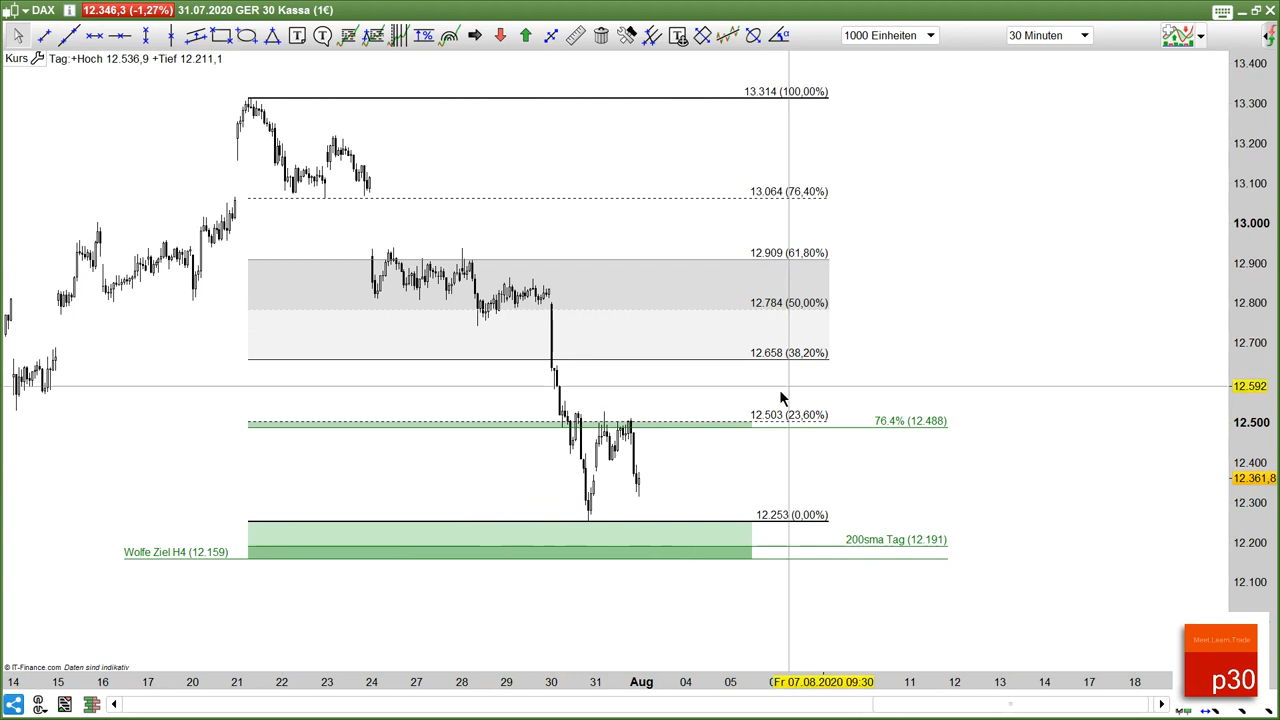 DAX 12.346,3 (-1,27%) 31.07.2020 GER 30 Kassa (1€)
1000 Einheiten
30 Minuten
Kurs Tag:+Hoch 12.536,9 +Tief 12.211,1
13.400
13.314 (100,00%)
13.300
13.200
13.100
13.064 (76,40%)
13.000
12.909 (61,80%)
12.900
12.784 (50,00%)
12.800
12.700
12.658 (38,20%)
12.592
12.503 (23,60%)
76.4% (12.488)
12.500
12.400
12.361,8
12.300
12.253 (0,00%)
200sma Tag (12.191)
12.200
Wolfe Ziel H4 (12.159)
12.100
Meet.Learn.Trade
p30
© IT-Finance.com Daten sind indikativ
14 15 16 17 20 21 22 23 24 27 28 29 30 31 Aug 04 05 Fr 07.08.2020 09:30 11 12 13 14 17 18